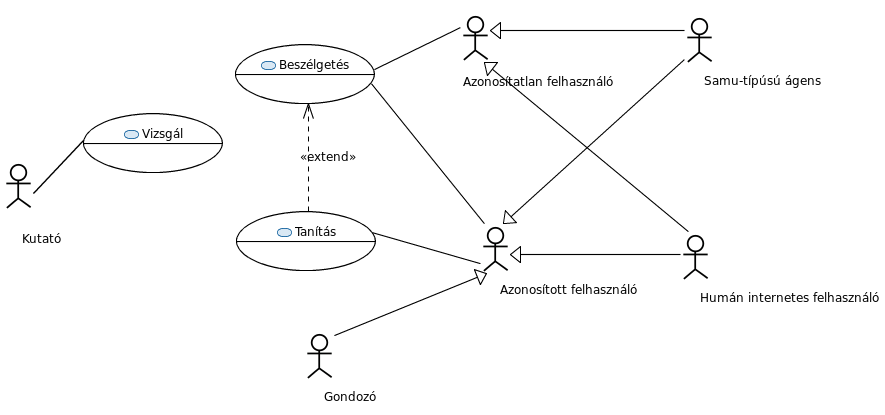 Beszélgetés
Azonosítatlan felhasználó
Samu-típúsú ágens
Vizsgál
«extend»
Kutató
Tanítás
Azonosított felhasználó
Humán internetes felhasználó
Gondozó